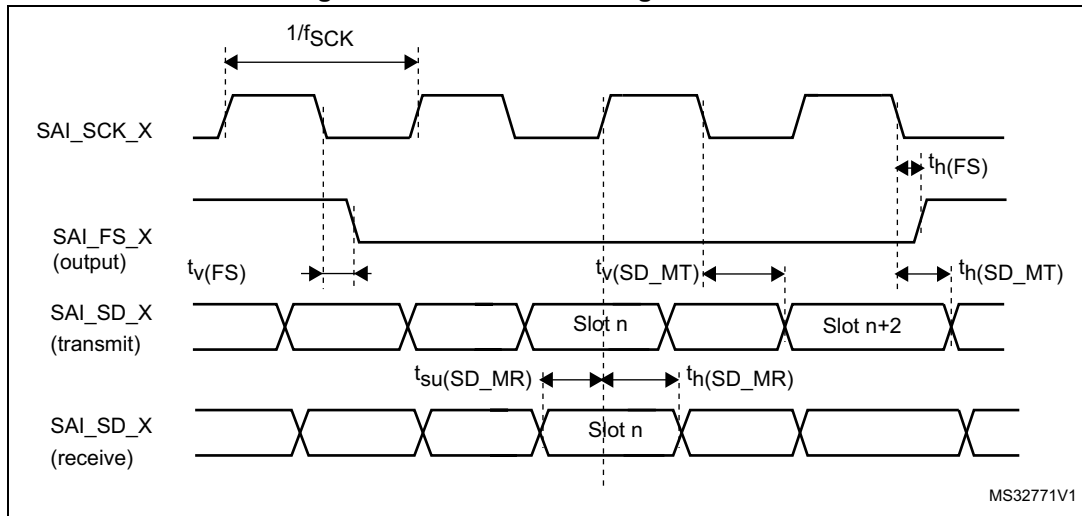 1/fSCK
SAI_SCK_X
th(FS)
SAI_FS_X
(output)
tv(FS)
tv(SD_MT)
th(SD_MT)
SAI_SD_X
(transmit)
Slot n
Slot n+2
tsu(SD_MR)
th(SD_MR)
SAI_SD_X
(receive)
Slot n
MS32771V1